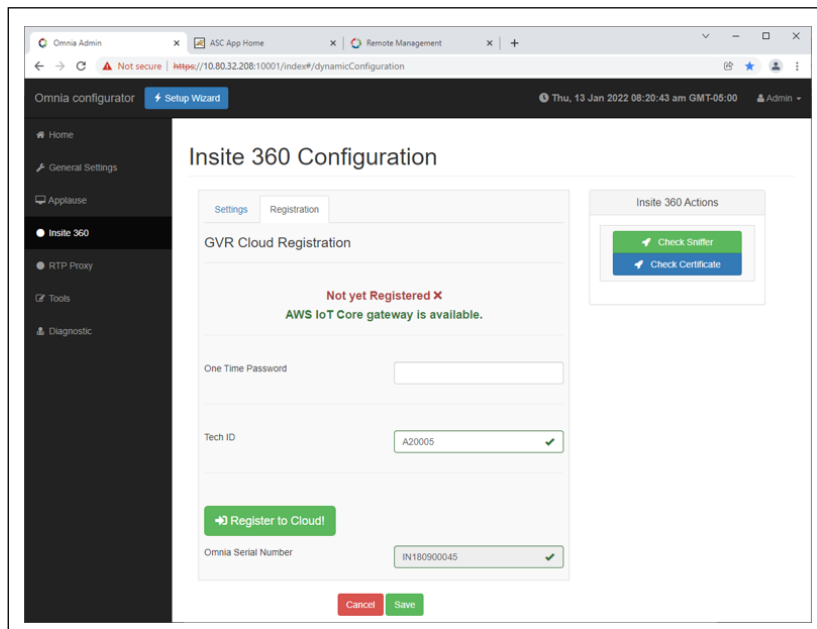 Omnia Admin
ASC App Home
Remote Management
Not secure | https://10.80.32.208:10001/index#/dynamicConfiguration
Omnia configurator
Setup Wizard
Thu, 13 Jan 2022 08:20:43 am GMT-05:00
Admin
Home
General Settings
Applause
Insite 360
RTP Proxy
Tools
Diagnostic
Insite 360 Configuration
Settings
Registration
GVR Cloud Registration
Not yet Registered
AWS IoT Core gateway is available.
One Time Password
Tech ID
A20005
Register to Cloud!
Omnia Serial Number
IN180900045
Cancel
Save
Insite 360 Actions
Check Sniffer
Check Certificate